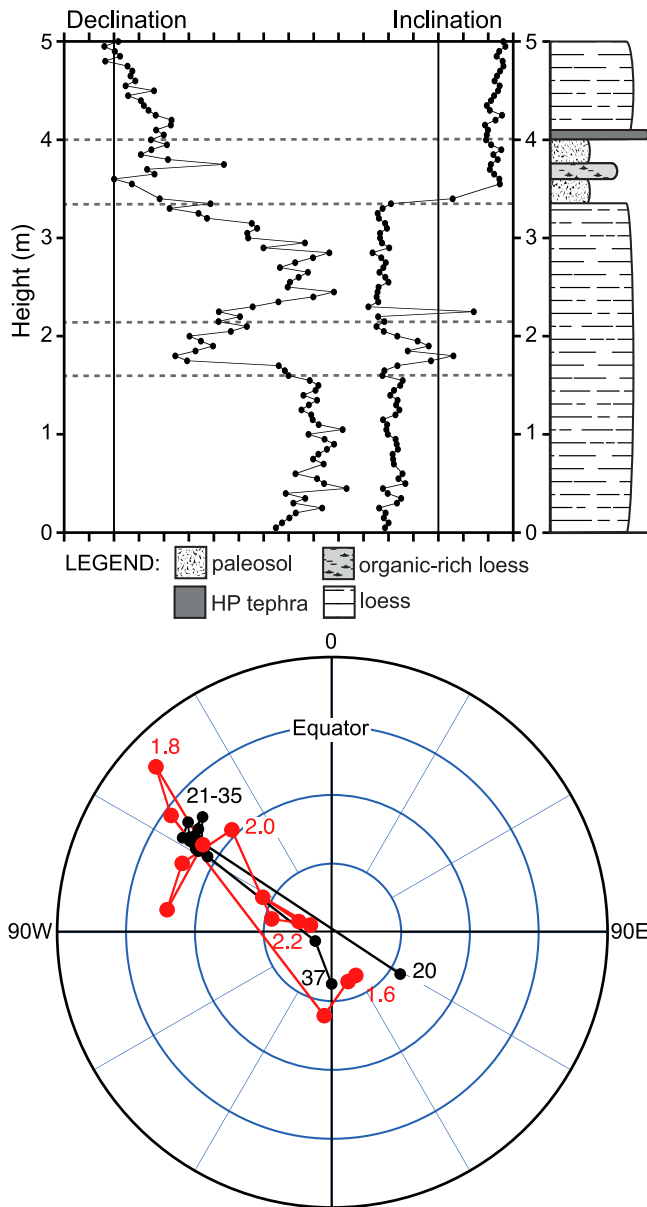 Declination Inclination
5 5
4 4
3 3
Height (m)
2 2
1 1
0 0
LEGEND: paleosol organic-rich loess
HP tephra loess
0
Equator
1.8
21-35
2.0
90W 90E
2.2
37 20
1.6